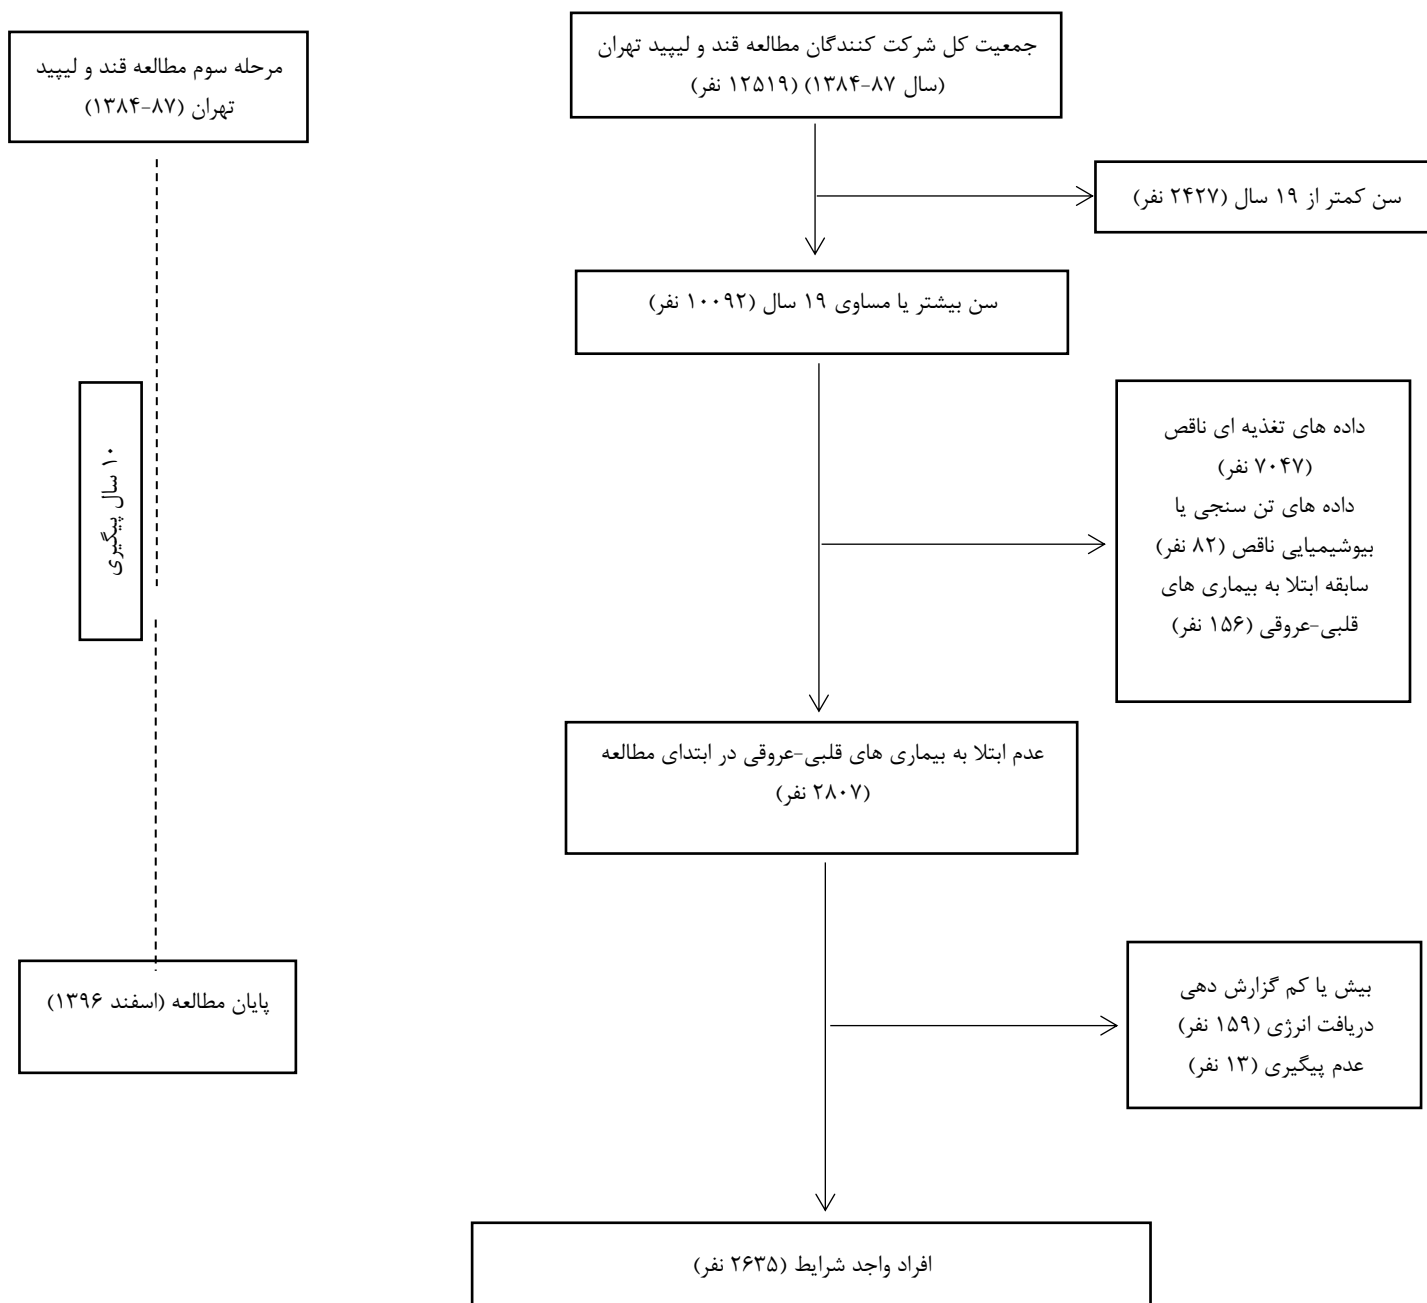 جمعیت کل شرکت کنندگان مطالعه قند و لیپید تهران
(سال ۸۷-۱۳۸۴) (۱۲۵۱۹ نفر)
مرحله سوم مطالعه قند و لیپید
تهران (۸۷-۱۳۸۴)
سن کمتر از ۱۹ سال (۲۴۲۷ نفر)
سن بیشتر یا مساوی ۱۹ سال (۱۰۰۹۲ نفر)
داده های تغذیه ای ناقص
(۷۰۴۷ نفر)
داده های تن سنجی یا
بیوشیمیایی ناقص (۸۲ نفر)
سابقه ابتلا به بیماری های
قلبی-عروقی (۱۵۶ نفر)
۱۰ سال پیگیری
عدم ابتلا به بیماری های قلبی-عروقی در ابتدای مطالعه
(۲۸۰۷ نفر)
بیش یا کم گزارش دهی
دریافت انرژی (۱۵۹ نفر)
عدم پیگیری (۱۳ نفر)
پایان مطالعه (اسفند ۱۳۹۶)
افراد واجد شرایط (۲۶۳۵ نفر)